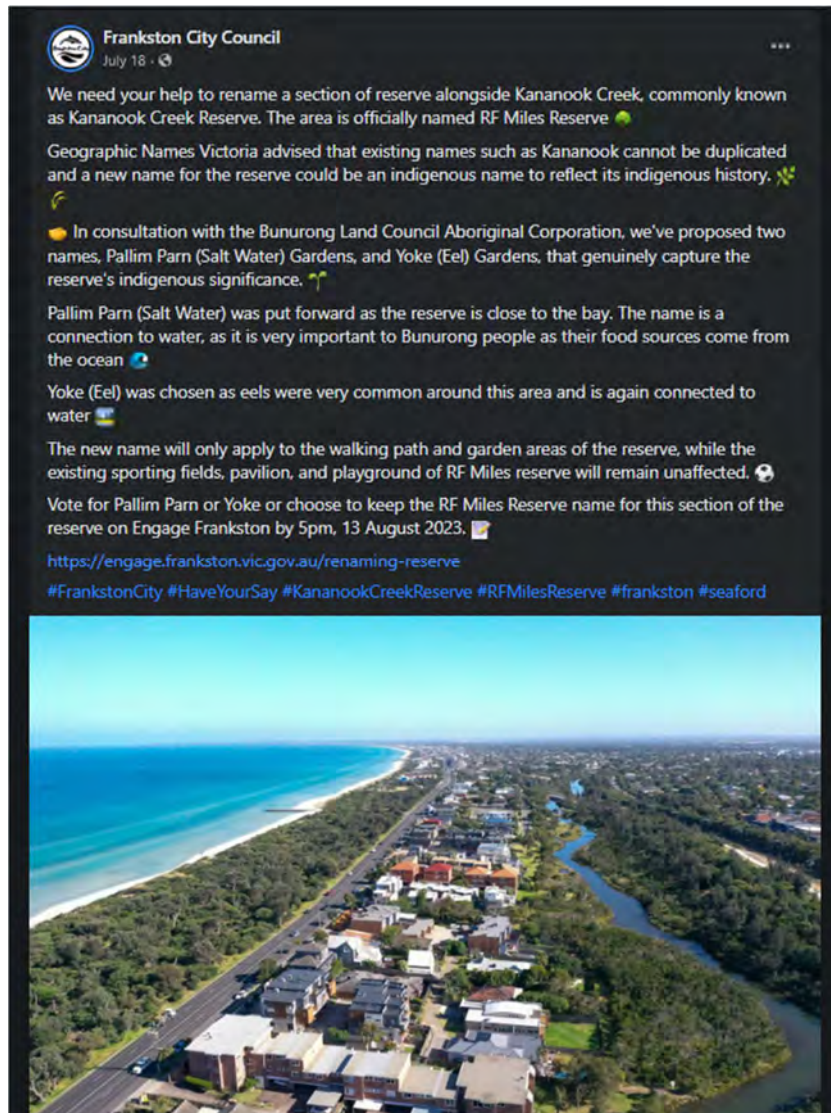 Frankston City Council
July 18 ·
We need your help to rename a section of reserve alongside Kananook Creek, commonly known
as Kananook Creek Reserve. The area is officially named RF Miles Reserve 🌳
Geographic Names Victoria advised that existing names such as Kananook cannot be duplicated
and a new name for the reserve could be an indigenous name to reflect its indigenous history. 🌿
🌾
🤝 In consultation with the Bunurong Land Council Aboriginal Corporation, we've proposed two
names, Pallim Parn (Salt Water) Gardens, and Yoke (Eel) Gardens, that genuinely capture the
reserve's indigenous significance. 🌱
Pallim Parn (Salt Water) was put forward as the reserve is close to the bay. The name is a
connection to water, as it is very important to Bunurong people as their food sources come from
the ocean 🌊
Yoke (Eel) was chosen as eels were very common around this area and is again connected to
water 🏞️
The new name will only apply to the walking path and garden areas of the reserve, while the
existing sporting fields, pavilion, and playground of RF Miles reserve will remain unaffected. ⚽
Vote for Pallim Parn or Yoke or choose to keep the RF Miles Reserve name for this section of the
reserve on Engage Frankston by 5pm, 13 August 2023. 📝
https://engage.frankston.vic.gov.au/renaming-reserve
#FrankstonCity #HaveYourSay #KananookCreekReserve #RFMilesReserve #frankston #seaford